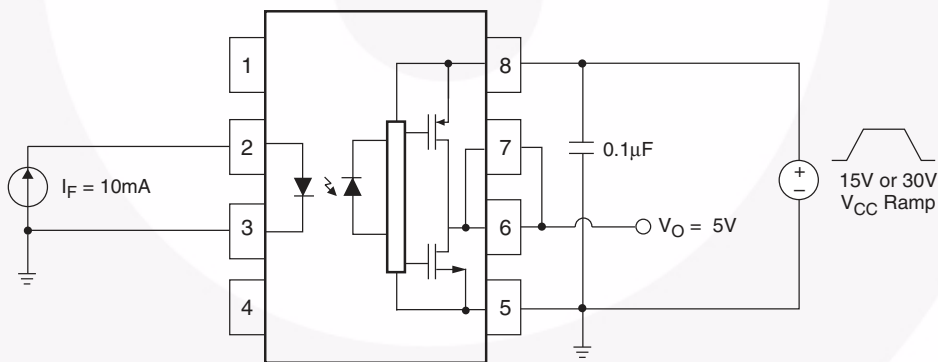 1
8
2
7
0.1μF
+
–
I_F = 10mA
15V or 30V
V_CC Ramp
3
6
V_O = 5V
4
5